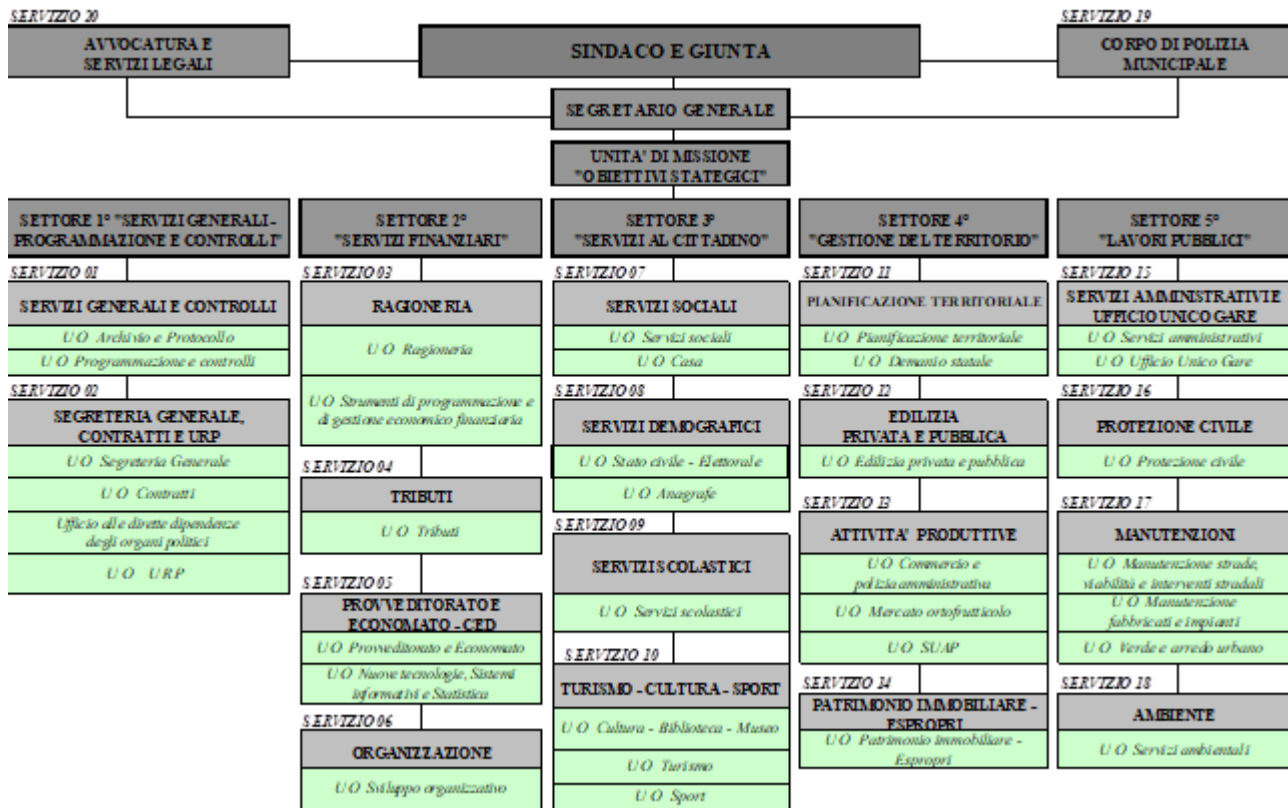 SERVIZIO 20
AVVOCATURA E
SERVIZI LEGALI
SINDACO E GIUNTA
SERVIZIO 19
CORPO DI POLIZIA
MUNICIPALE
SEGRETARIO GENERALE
UNITA' DI MISSIONE
"OBIETTIVI STATEGICI"
SETTORE 1° "SERVIZI GENERALI -
PROGRAMMAZIONE E CONTROLLI"
SERVIZIO 01
SERVIZI GENERALI E CONTROLLI
U O Archivio e Protocollo
U O Programmazione e controlli
SERVIZIO 02
SEGRETERIA GENERALE,
CONTRATTI E URP
U O Segreteria Generale
U O Contratti
Ufficio alle dirette dipendenze
degli organi politici
U O URP
SETTORE 2°
"SERVIZI FINANZIARI"
SERVIZIO 03
RAGIONERIA
U O Ragioneria
U O Strumenti di programmazione e
di gestione economico finanziaria
SERVIZIO 04
TRIBUTI
U O Tributi
SERVIZIO 05
PROVVEDITORATO E
ECONOMATO - CED
U O Provveditorato e Economato
U O Nuove tecnologie, Sistemi
informativi e Statistica
SERVIZIO 06
ORGANIZZAZIONE
U O Sviluppo organizzativo
SETTORE 3°
"SERVIZI AL CITTADINO"
SERVIZIO 07
SERVIZI SOCIALI
U O Servizi sociali
U O Casa
SERVIZIO 08
SERVIZI DEMOGRAFICI
U O Stato civile - Elettorale
U O Anagrafe
SERVIZIO 09
SERVIZI SCOLASTICI
U O Servizi scolastici
SERVIZIO 10
TURISMO - CULTURA - SPORT
U O Cultura - Biblioteca - Museo
U O Turismo
U O Sport
SETTORE 4°
"GESTIONE DEL TERRITORIO"
SERVIZIO 11
PIANIFICAZIONE TERRITORIALE
U O Pianificazione territoriale
U O Demanio statale
SERVIZIO 12
EDILIZIA
PRIVATA E PUBBLICA
U O Edilizia privata e pubblica
SERVIZIO 13
ATTIVITA' PRODUTTIVE
U O Commercio e
polizia amministrativa
U O Mercato ortofrutticolo
U O SUAP
SERVIZIO 14
PATRIMONIO IMMOBILIARE -
ESPROPRI
U O Patrimonio immobiliare -
Espropri
SETTORE 5°
"LAVORI PUBBLICI"
SERVIZIO 15
SERVIZI AMMINISTRATIVI E
UFFICIO UNICO GARE
U O Servizi amministrativi
U O Ufficio Unico Gare
SERVIZIO 16
PROTEZIONE CIVILE
U O Protezione civile
SERVIZIO 17
MANUTENZIONI
U O Manutenzione strade,
viabilità e interventi stradali
U O Manutenzione
fabbricati e impianti
U O Verde e arredo urbano
SERVIZIO 18
AMBIENTE
U O Servizi ambientali